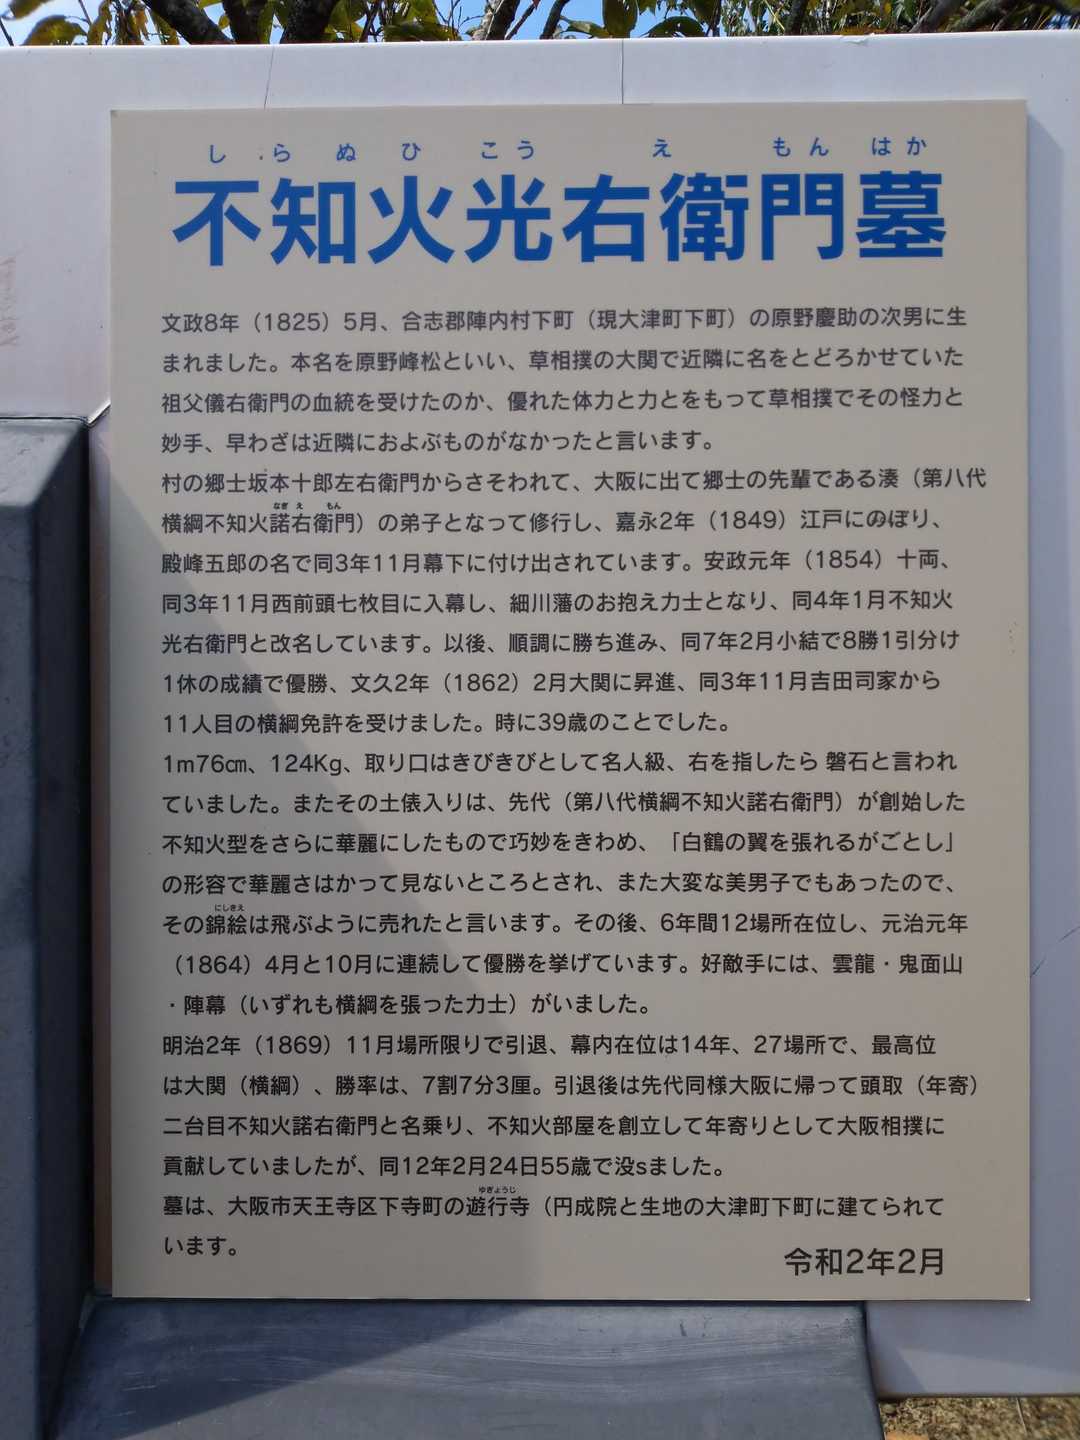 し ら ぬ ひ こう え もん はか
不知火光右衛門墓
文政8年（1825）5月、合志郡陣内村下町（現大津町下町）の原野慶助の次男に生
まれました。本名を原野峰松といい、草相撲の大関で近隣に名をとどろかせていた
祖父儀右衛門の血統を受けたのか、優れた体力と力とをもって草相撲でその怪力と
妙手、早わざは近隣におよぶものがなかったと言います。
村の郷士坂本十郎左右衛門からさそわれて、大阪に出て郷士の先輩である湊（第八代
なぎ え もん
横綱不知火諾右衛門）の弟子となって修行し、嘉永2年（1849）江戸にのぼり、
殿峰五郎の名で同3年11月幕下に付け出されています。安政元年（1854）十両、
同3年11月西前頭七枚目に入幕し、細川藩のお抱え力士となり、同4年1月不知火
光右衛門と改名しています。以後、順調に勝ち進み、同7年2月小結で8勝1引分け
1休の成績で優勝、文久2年（1862）2月大関に昇進、同3年11月吉田司家から
11人目の横綱免許を受けました。時に39歳のことでした。
1m76㎝、124Kg、取り口はきびきびとして名人級、右を指したら 磐石と言われ
ていました。またその土俵入りは、先代（第八代横綱不知火諾右衛門）が創始した
不知火型をさらに華麗にしたもので巧妙をきわめ、「白鶴の翼を張れるがごとし」
の形容で華麗さはかって見ないところとされ、また大変な美男子でもあったので、
にしきえ
その錦絵は飛ぶように売れたと言います。その後、6年間12場所在位し、元治元年
（1864）4月と10月に連続して優勝を挙げています。好敵手には、雲龍・鬼面山
・陣幕（いずれも横綱を張った力士）がいました。
明治2年（1869）11月場所限りで引退、幕内在位は14年、27場所で、最高位
は大関（横綱）、勝率は、7割7分3厘。引退後は先代同様大阪に帰って頭取（年寄）
二台目不知火諾右衛門と名乗り、不知火部屋を創立して年寄りとして大阪相撲に
貢献していましたが、同12年2月24日55歳で没sました。
ゆぎょうじ
墓は、大阪市天王寺区下寺町の遊行寺（円成院と生地の大津町下町に建てられて
います。
令和2年2月